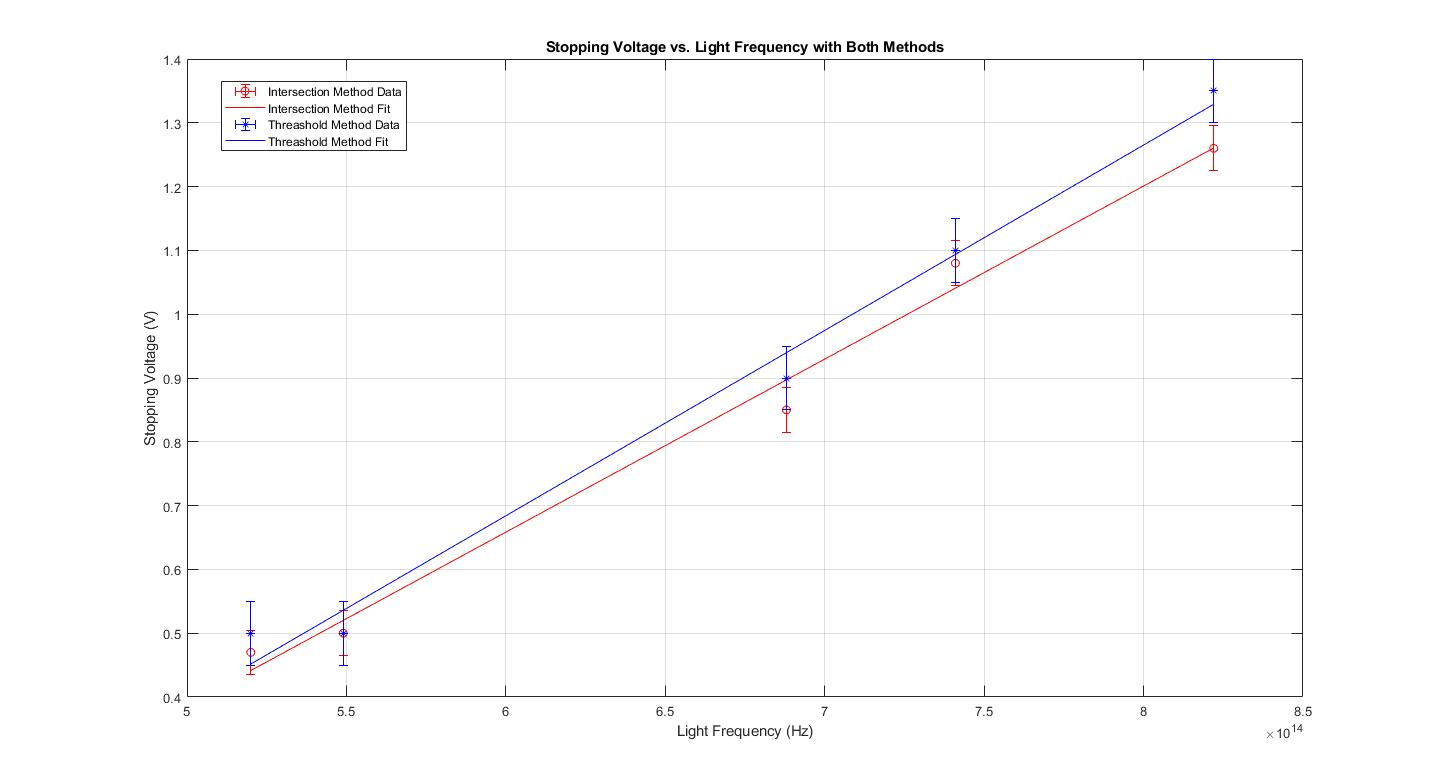 Stopping Voltage vs. Light Frequency with Both Methods
1.4
1.3
1.2
1.1
1
0.9
0.8
0.7
0.6
0.5
0.4
Stopping Voltage (V)
Intersection Method Data
Intersection Method Fit
Threashold Method Data
Threashold Method Fit
5 5.5 6 6.5 7 7.5 8 8.5
Light Frequency (Hz)
×10^14